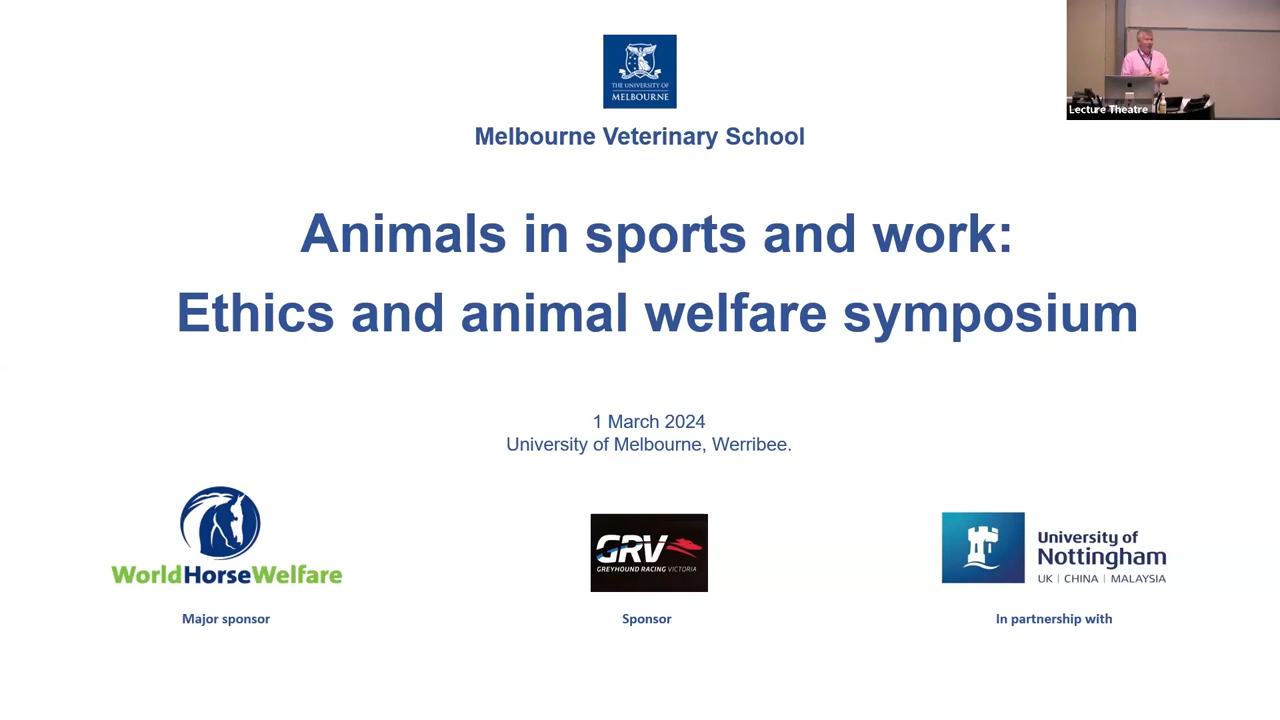 THE UNIVERSITY OF
MELBOURNE
Lecture Theatre
Melbourne Veterinary School
Animals in sports and work:
Ethics and animal welfare symposium
1 March 2024
University of Melbourne, Werribee.
WorldHorseWelfare
Major sponsor
GRV
GREYHOUND RACING VICTORIA
Sponsor
University of
Nottingham
UK | CHINA | MALAYSIA
In partnership with